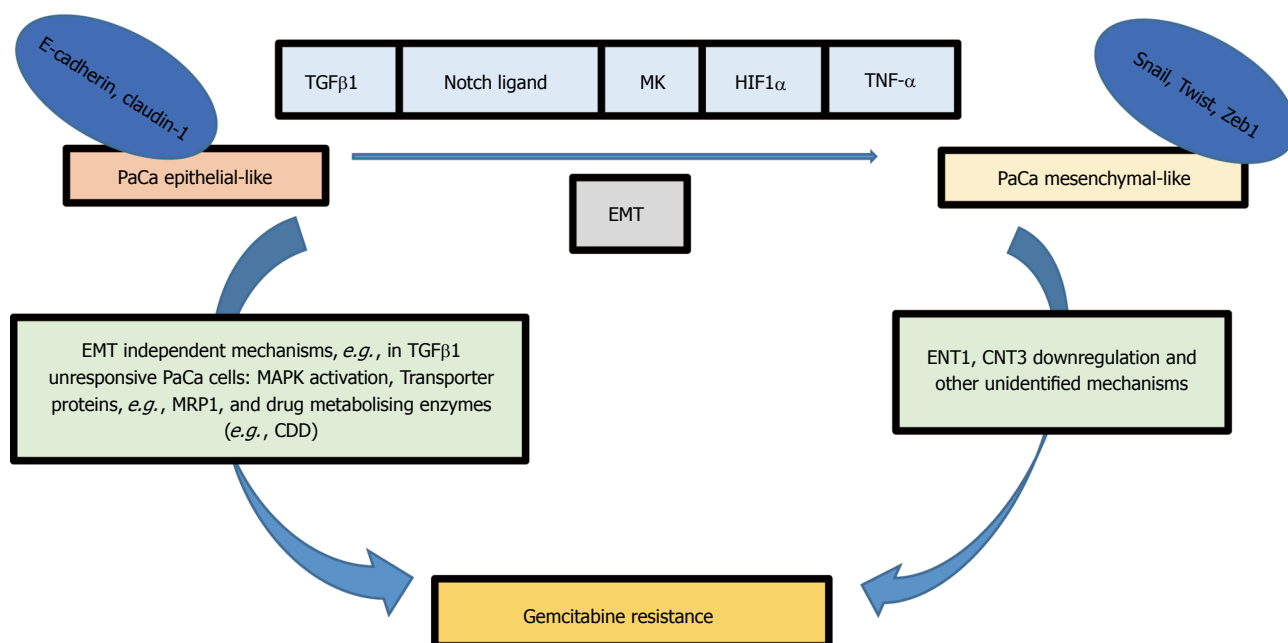 E-cadherin, claudin-1
TGFβ1
Notch ligand
MK
HIF1α
TNF-α
Snail, Twist, Zeb1
PaCa epithelial-like
PaCa mesenchymal-like
EMT
EMT independent mechanisms, e.g., in TGFβ1
unresponsive PaCa cells: MAPK activation, Transporter
proteins, e.g., MRP1, and drug metabolising enzymes
(e.g., CDD)
ENT1, CNT3 downregulation and
other unidentified mechanisms
Gemcitabine resistance